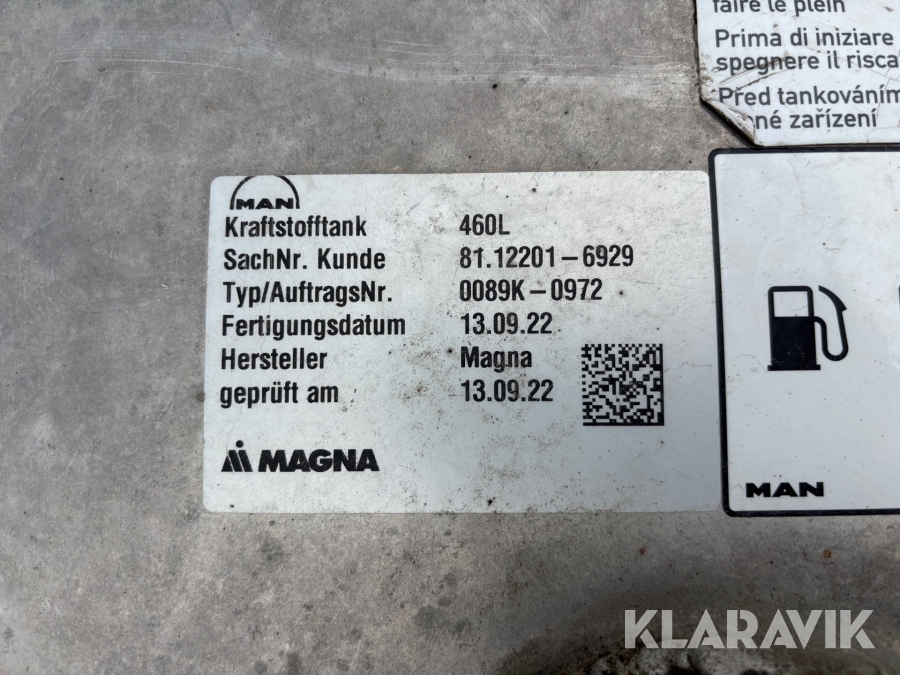 faire le plein
Prima di iniziare
spegnere il risca
Před tankováním
né zařízení
MAN
Kraftstofftank 460L
SachNr. Kunde 81.12201-6929
Typ/AuftragsNr. 0089K-0972
Fertigungsdatum 13.09.22
Hersteller Magna
geprüft am 13.09.22
MAGNA
MAN
KLARAVIK